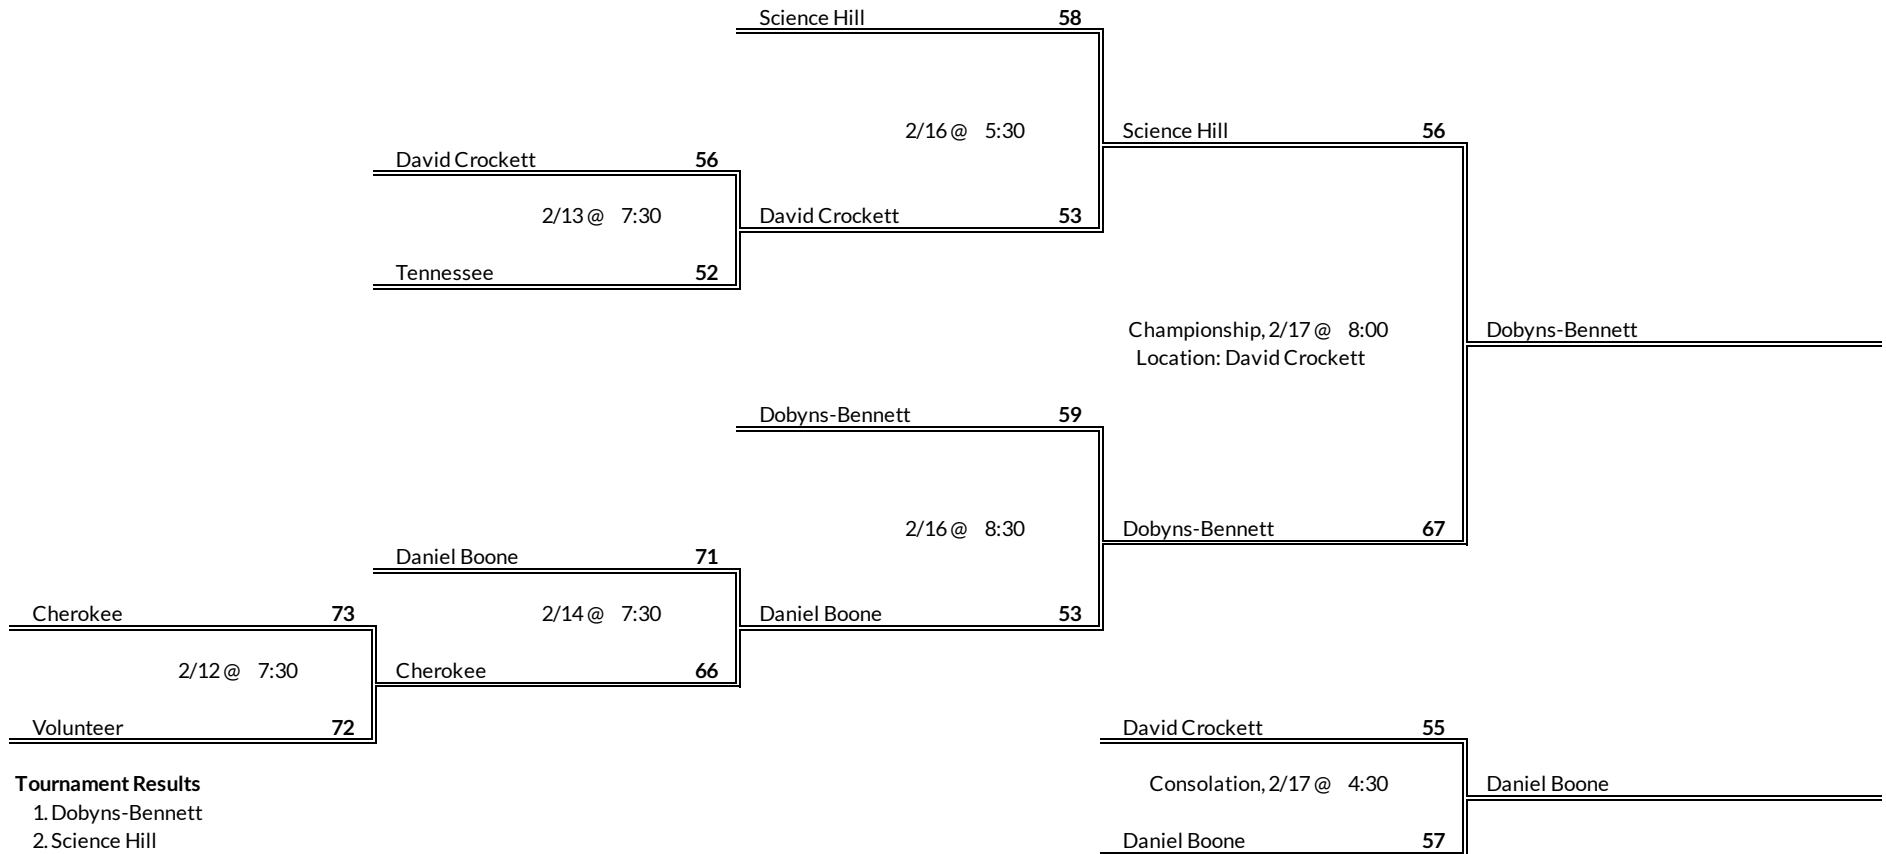 Science Hill 58
2/16 @ 5:30
Science Hill 56
David Crockett 56
2/13 @ 7:30
David Crockett 53
Tennessee 52
Championship, 2/17 @ 8:00
Dobyns-Bennett
Location: David Crockett
Dobyns-Bennett 59
2/16 @ 8:30
Dobyns-Bennett 67
Daniel Boone 71
Cherokee 73
2/14 @ 7:30
Daniel Boone 53
2/12 @ 7:30
Cherokee 66
Volunteer 72
David Crockett 55
Tournament Results
Consolation, 2/17 @ 4:30
Daniel Boone
1. Dobyns-Bennett
2. Science Hill
Daniel Boone 57